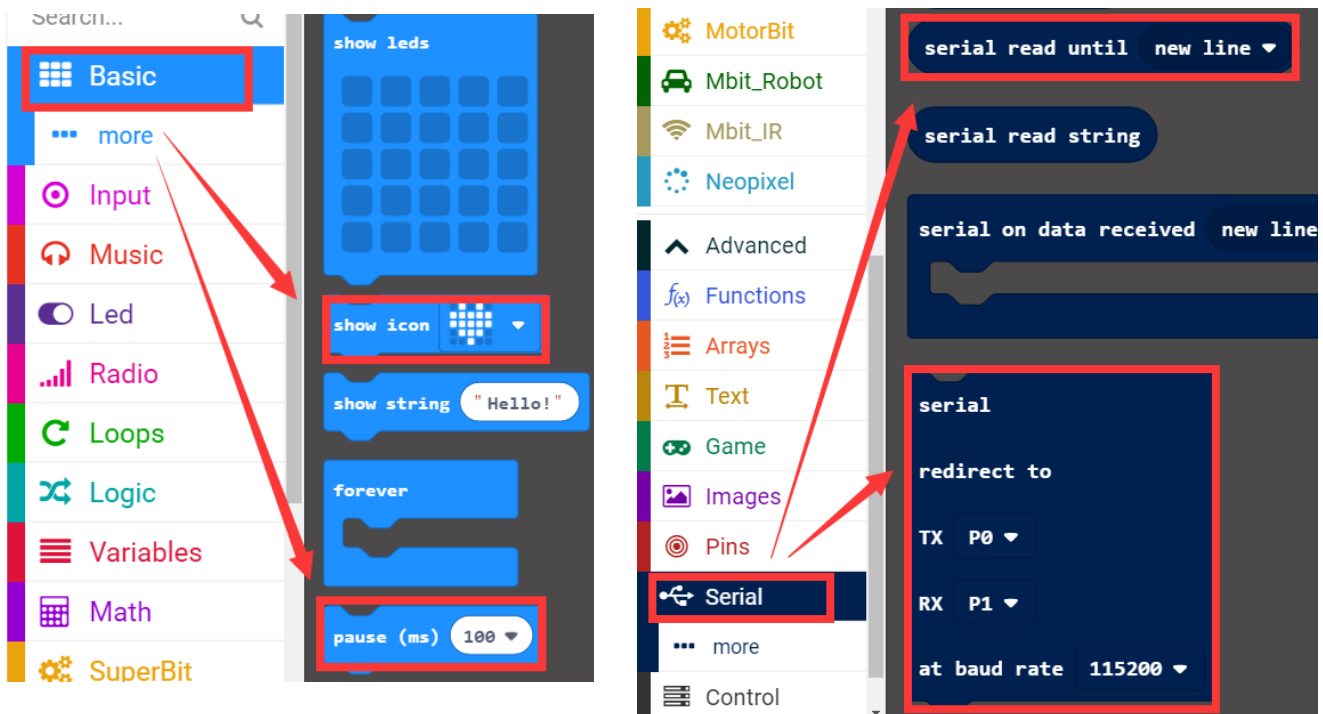 Search...
Basic
more
Input
Music
Led
Radio
Loops
Logic
Variables
Math
SuperBit
show leds
show icon
show string "Hello!"
forever
pause (ms) 100
MotorBit
Mbit_Robot
Mbit_IR
Neopixel
Advanced
f(x) Functions
Arrays
Text
Game
Images
Pins
Serial
more
Control
serial read until new line
serial read string
serial on data received new line
serial
redirect to
TX P0
RX P1
at baud rate 115200